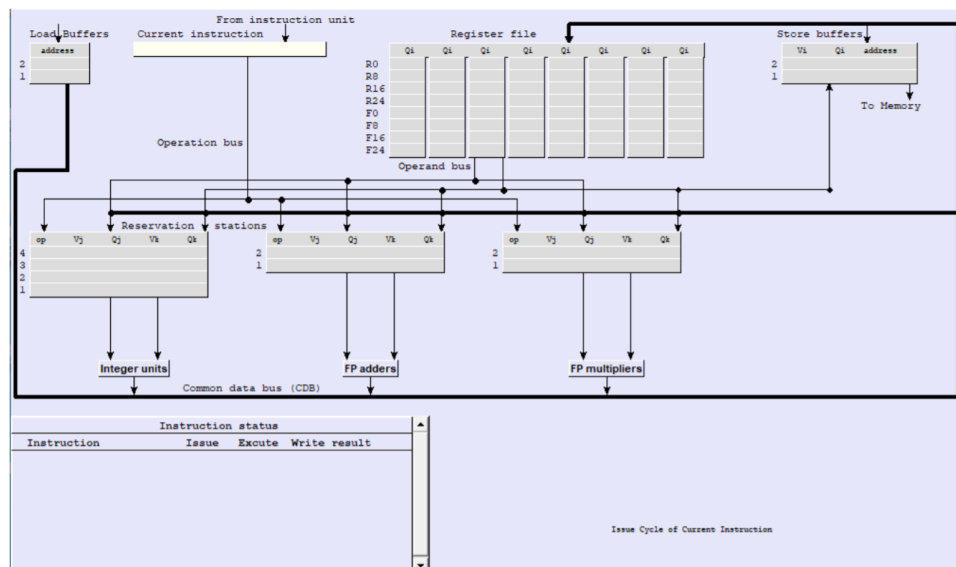 From instruction unit
Load Buffers
Current instruction
Register file
Store buffers
address
Qi Qi Qi Qi Qi Qi Qi Qi
Vi Qi address
2
1
R0
R8
R16
R24
F0
F8
F16
F24
2
1
To Memory
Operation bus
Operand bus
Reservation stations
op Vj Qj Vk Qk
op Vj Qj Vk Qk
op Vj Qj Vk Qk
4
3
2
1
2
1
2
1
Integer units
FP adders
FP multipliers
Common data bus (CDB)
Instruction status
Instruction Issue Excute Write result
Issue Cycle of Current Instruction